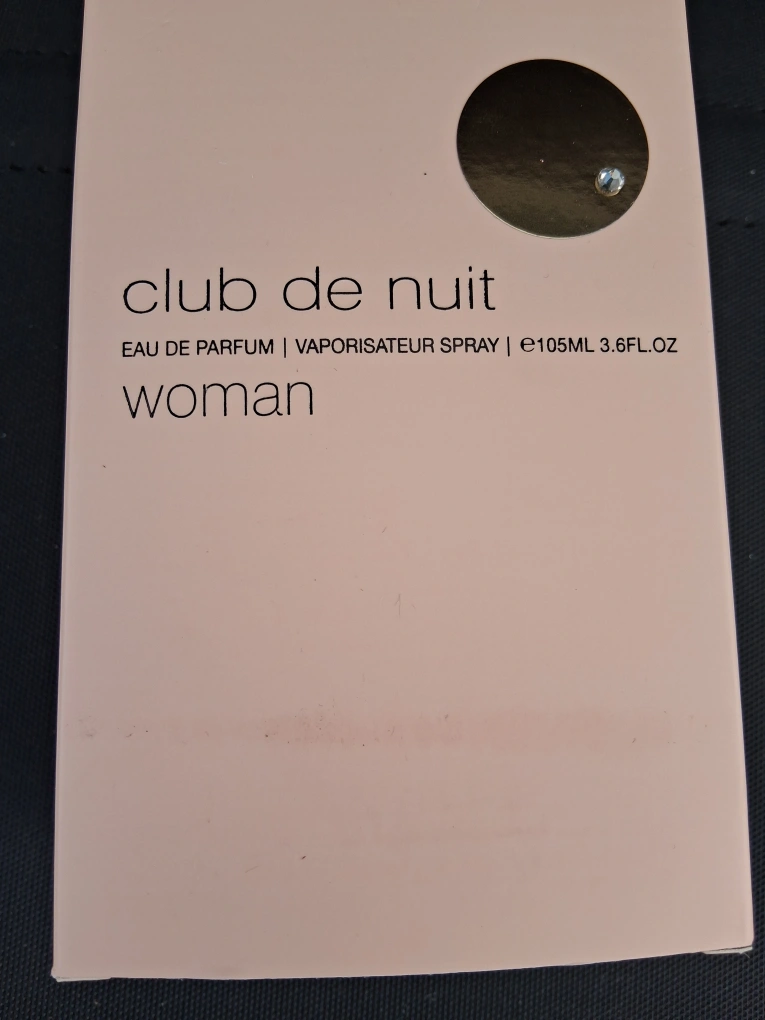 club de nuit
EAU DE PARFUM | VAPORISATEUR SPRAY | ℮105ML 3.6FL.OZ
woman